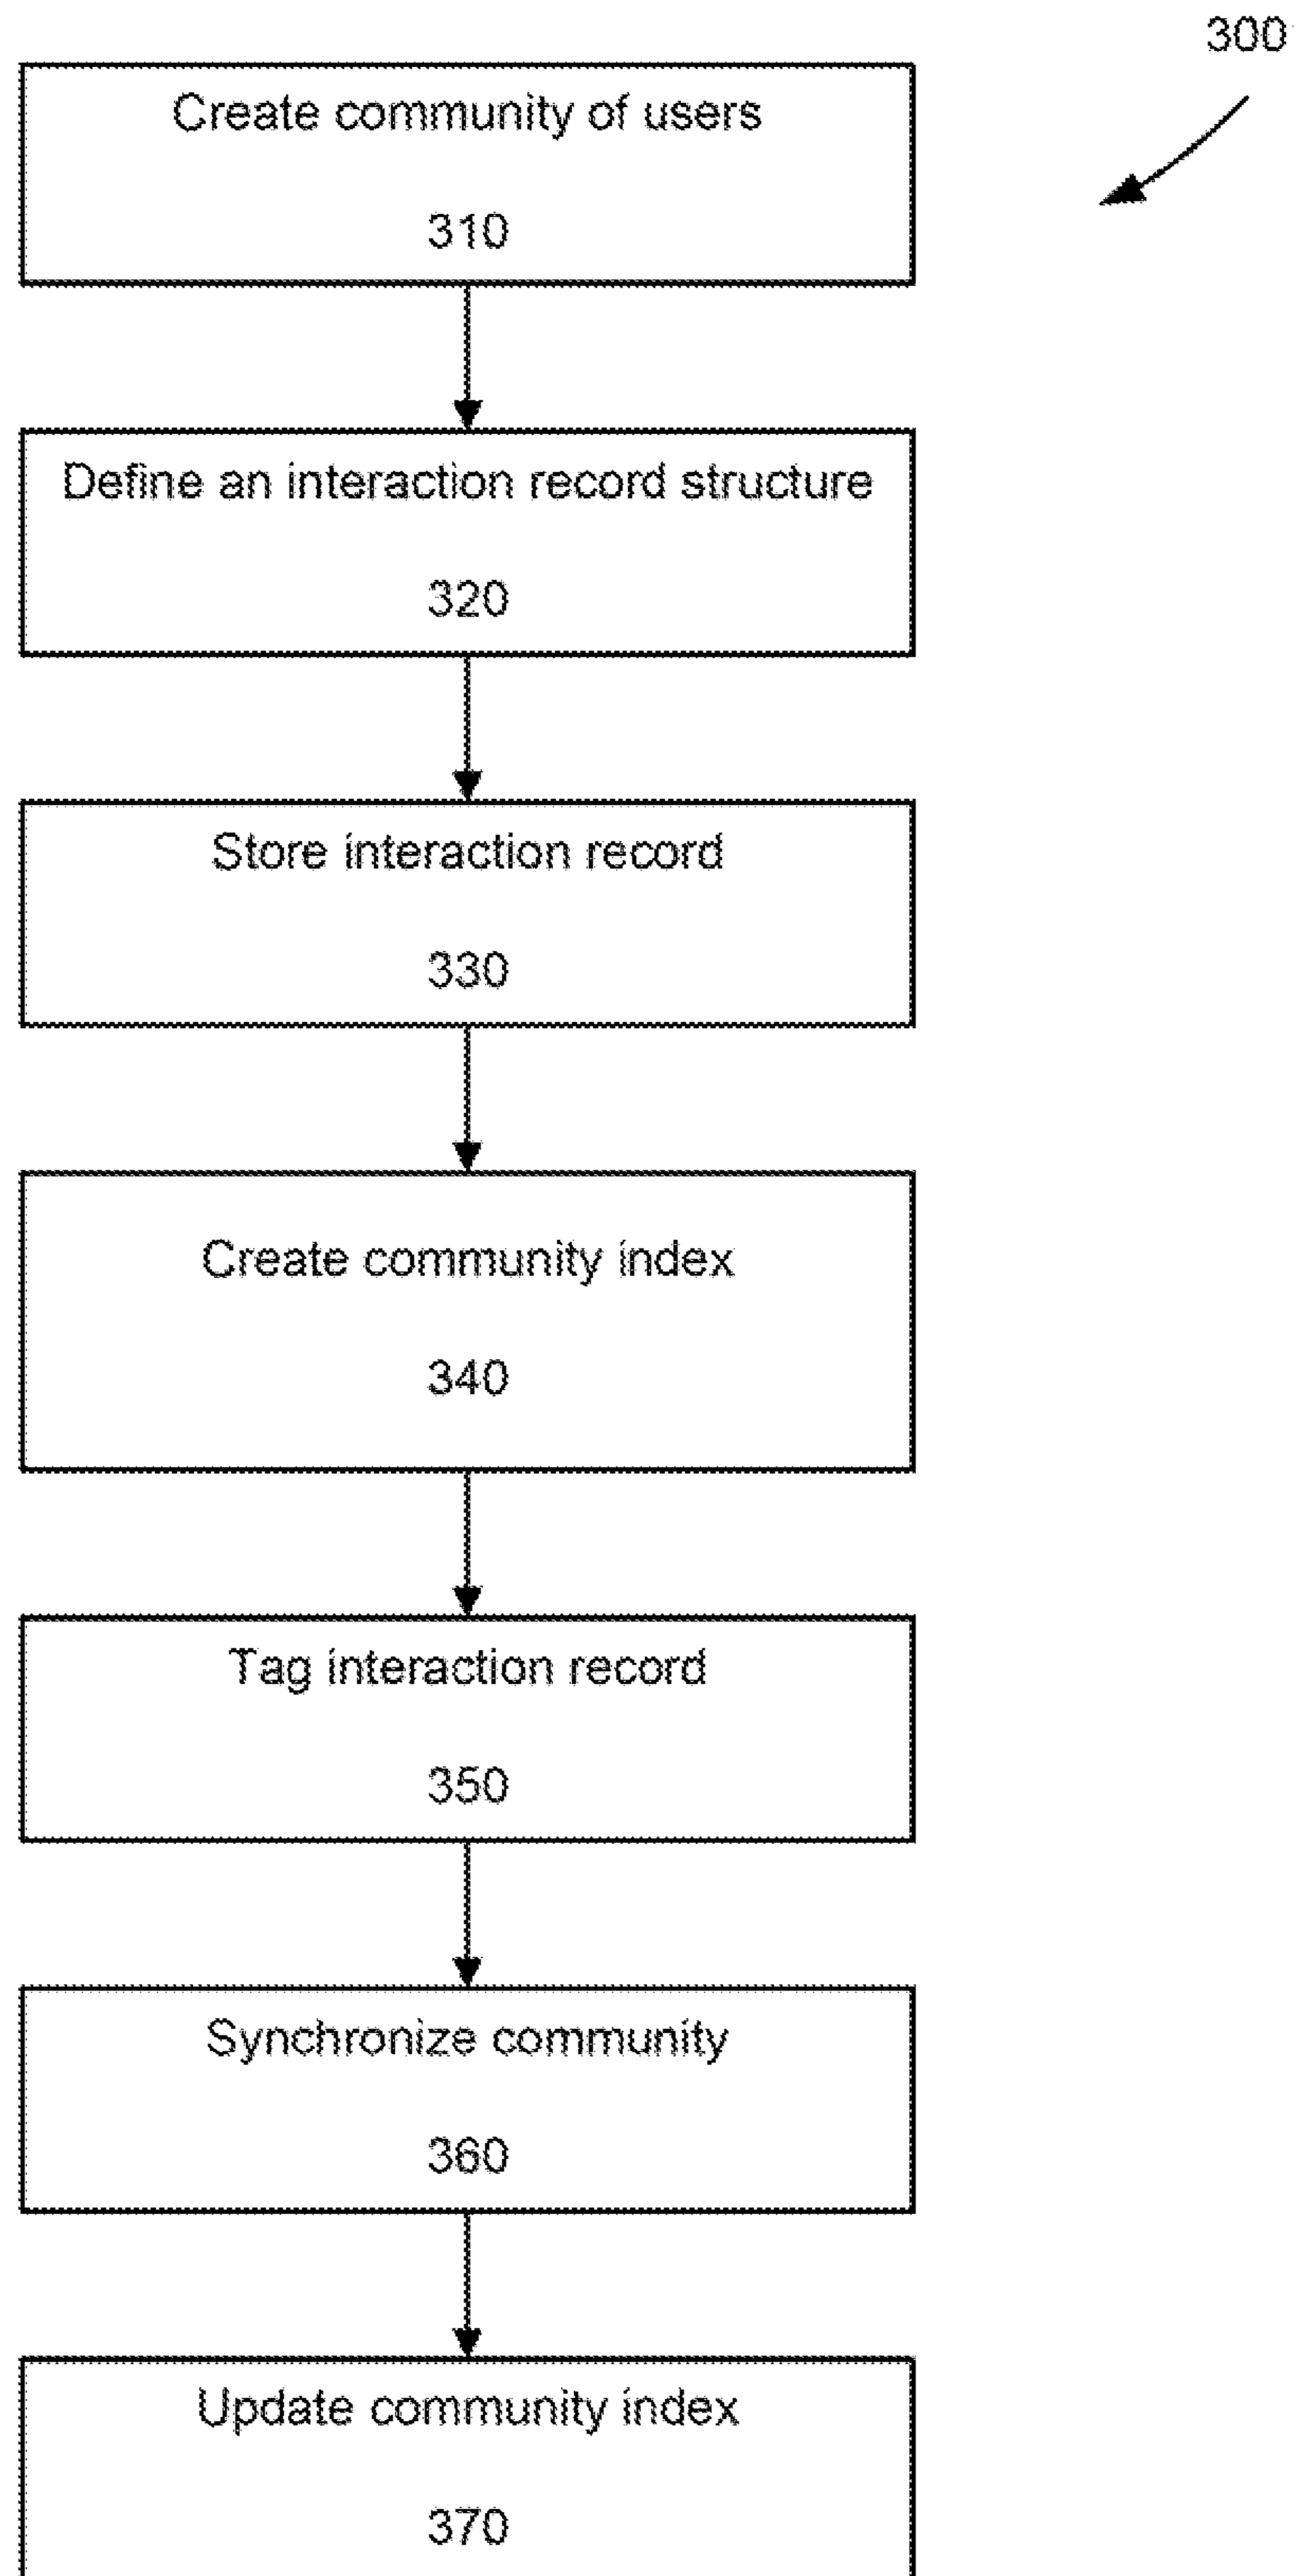 300
Create community of users
310
Define an interaction record structure
320
Store interaction record
330
Create community index
340
Tag interaction record
350
Synchronize community
360
Update community index
370